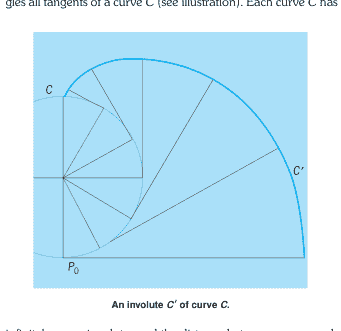 gles all tangents of a curve C (see illustration). Each curve C has
C
C′
P0
An involute C′ of curve C.